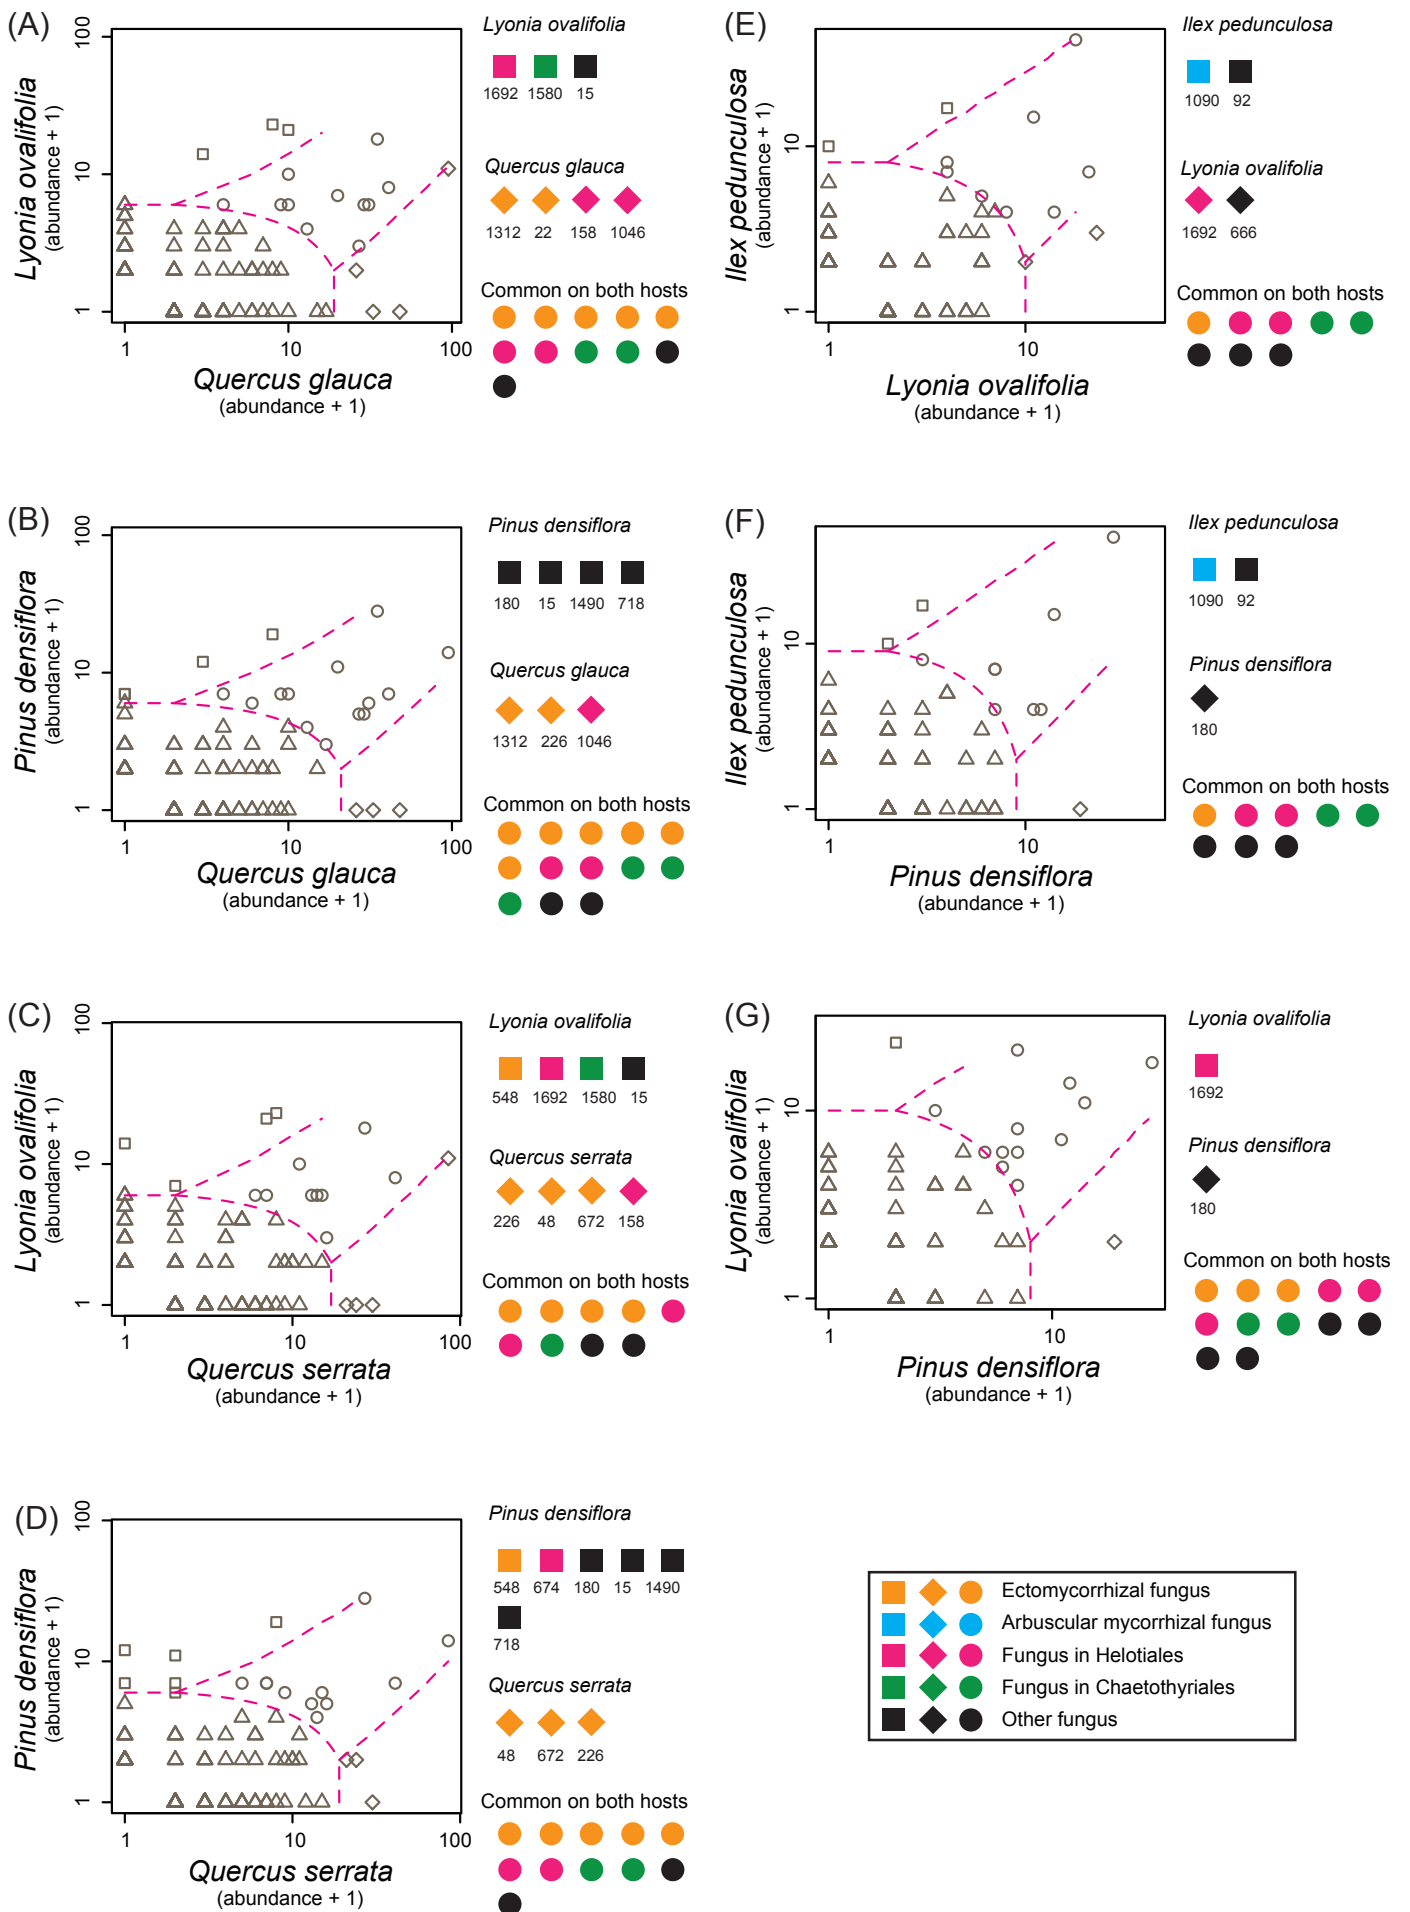 (A)
Lyonia ovalifolia
(abundance + 1)
100
10
1
1
10
100
Quercus glauca
(abundance + 1)
Lyonia ovalifolia
1692 1580 15
Quercus glauca
1312 22 158 1046
Common on both hosts
(E)
Ilex pedunculosa
(abundance + 1)
10
1
1
10
Lyonia ovalifolia
(abundance + 1)
Ilex pedunculosa
1090 92
Lyonia ovalifolia
1692 666
Common on both hosts
(B)
Pinus densiflora
(abundance + 1)
100
10
1
1
10
100
Quercus glauca
(abundance + 1)
Pinus densiflora
180 15 1490 718
Quercus glauca
1312 226 1046
Common on both hosts
(F)
Ilex pedunculosa
(abundance + 1)
10
1
1
10
Pinus densiflora
(abundance + 1)
Ilex pedunculosa
1090 92
Pinus densiflora
180
Common on both hosts
(C)
Lyonia ovalifolia
(abundance + 1)
100
10
1
1
10
100
Quercus serrata
(abundance + 1)
Lyonia ovalifolia
548 1692 1580 15
Quercus serrata
226 48 672 158
Common on both hosts
(G)
Lyonia ovalifolia
(abundance + 1)
10
1
1
10
Pinus densiflora
(abundance + 1)
Lyonia ovalifolia
1692
Pinus densiflora
180
Common on both hosts
(D)
Pinus densiflora
(abundance + 1)
100
10
1
1
10
100
Quercus serrata
(abundance + 1)
Pinus densiflora
548 674 180 15 1490
718
Quercus serrata
48 672 226
Common on both hosts
Ectomycorrhizal fungus
Arbuscular mycorrhizal fungus
Fungus in Helotiales
Fungus in Chaetothyriales
Other fungus